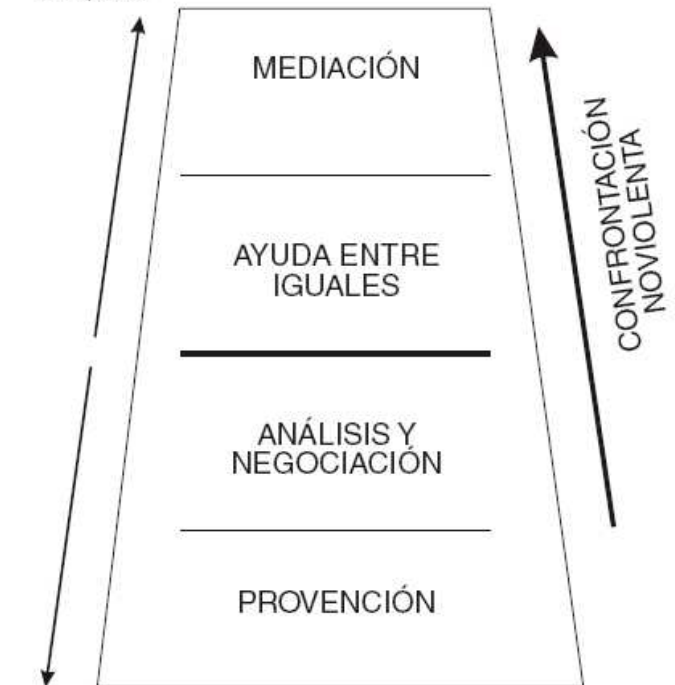 MEDIACIÓN
AYUDA ENTRE
IGUALES
ANÁLISIS Y
NEGOCIACIÓN
PROVENCIÓN
CONFRONTACIÓN
NOVIOLENTA